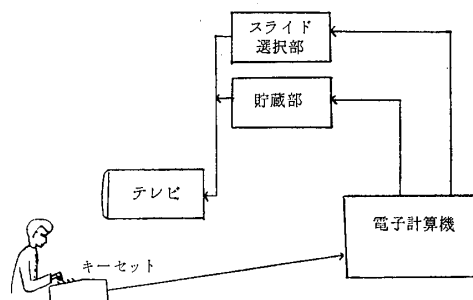 スライド
選択部
貯蔵部
テレビ
電子計算機
キーセット